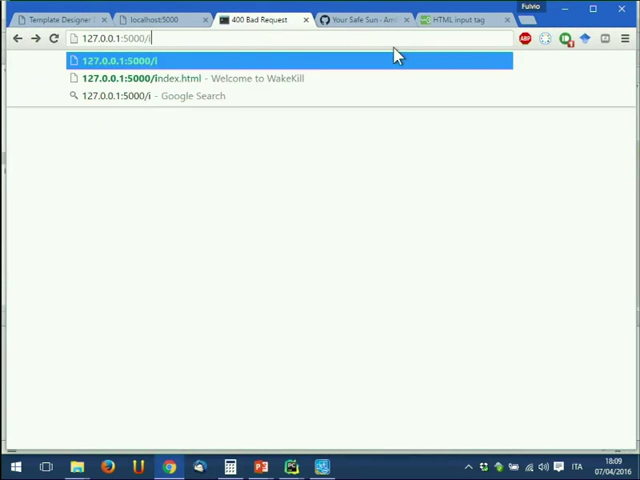 Fulvio
Template Designer
localhost:5000
400 Bad Request
Your Safe Sun - Am
HTML input tag
127.0.0.1:5000/i
127.0.0.1:5000/i
127.0.0.1:5000/index.html - Welcome to WakeKill
127.0.0.1:5000/i - Google Search
ABP
ITA
18:09
07/04/2016